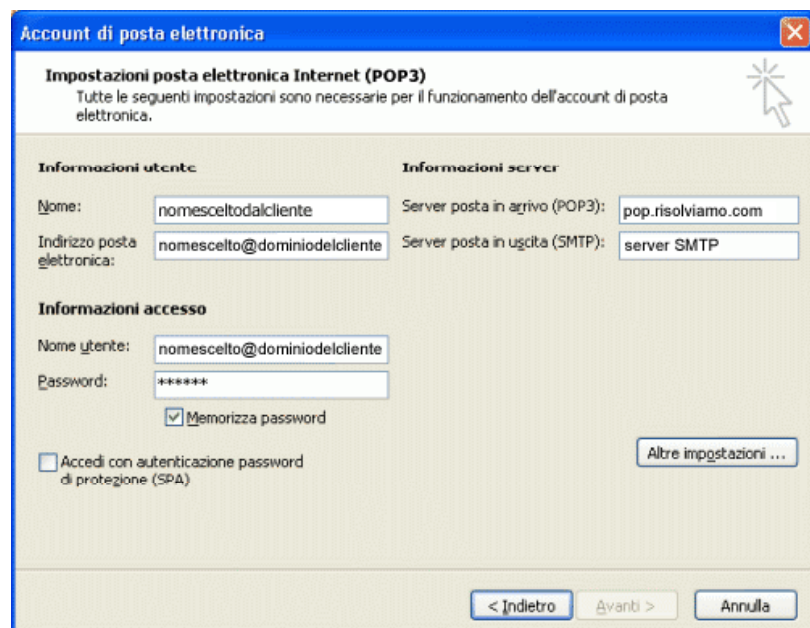 Account di posta elettronica
Impostazioni posta elettronica Internet (POP3)
Tutte le seguenti impostazioni sono necessarie per il funzionamento dell'account di posta
elettronica.
Informazioni utente
Informazioni server
Nome:
nomesceltodalcliente
Server posta in arrivo (POP3):
pop.risolviamo.com
Indirizzo posta
elettronica:
nomescelto@dominiodelcliente
Server posta in uscita (SMTP):
server SMTP
Informazioni accesso
Nome utente:
nomescelto@dominiodelcliente
Password:
******
Memorizza password
Accedi con autenticazione password
di protezione (SPA)
Altre impostazioni ...
< Indietro
Avanti >
Annulla